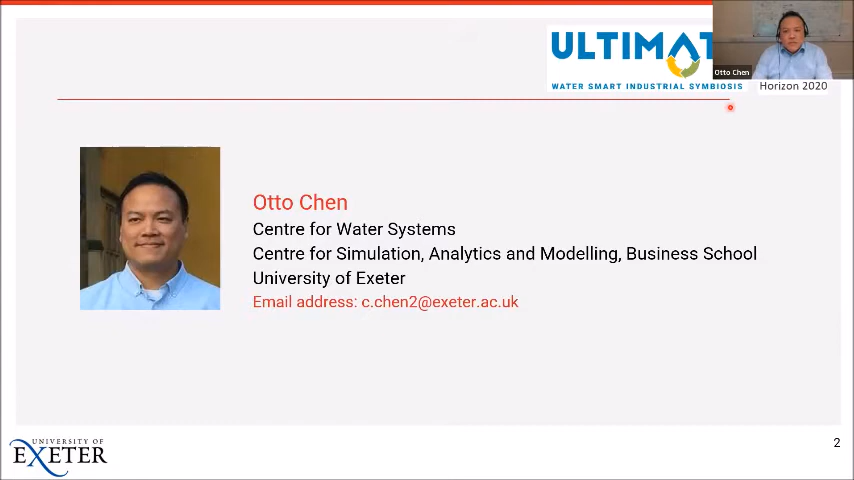 ULTIMAT
WATER SMART INDUSTRIAL SYMBIOSIS
Otto Chen
Horizon 2020
Otto Chen
Centre for Water Systems
Centre for Simulation, Analytics and Modelling, Business School
University of Exeter
Email address: c.chen2@exeter.ac.uk
UNIVERSITY OF
EXETER
2